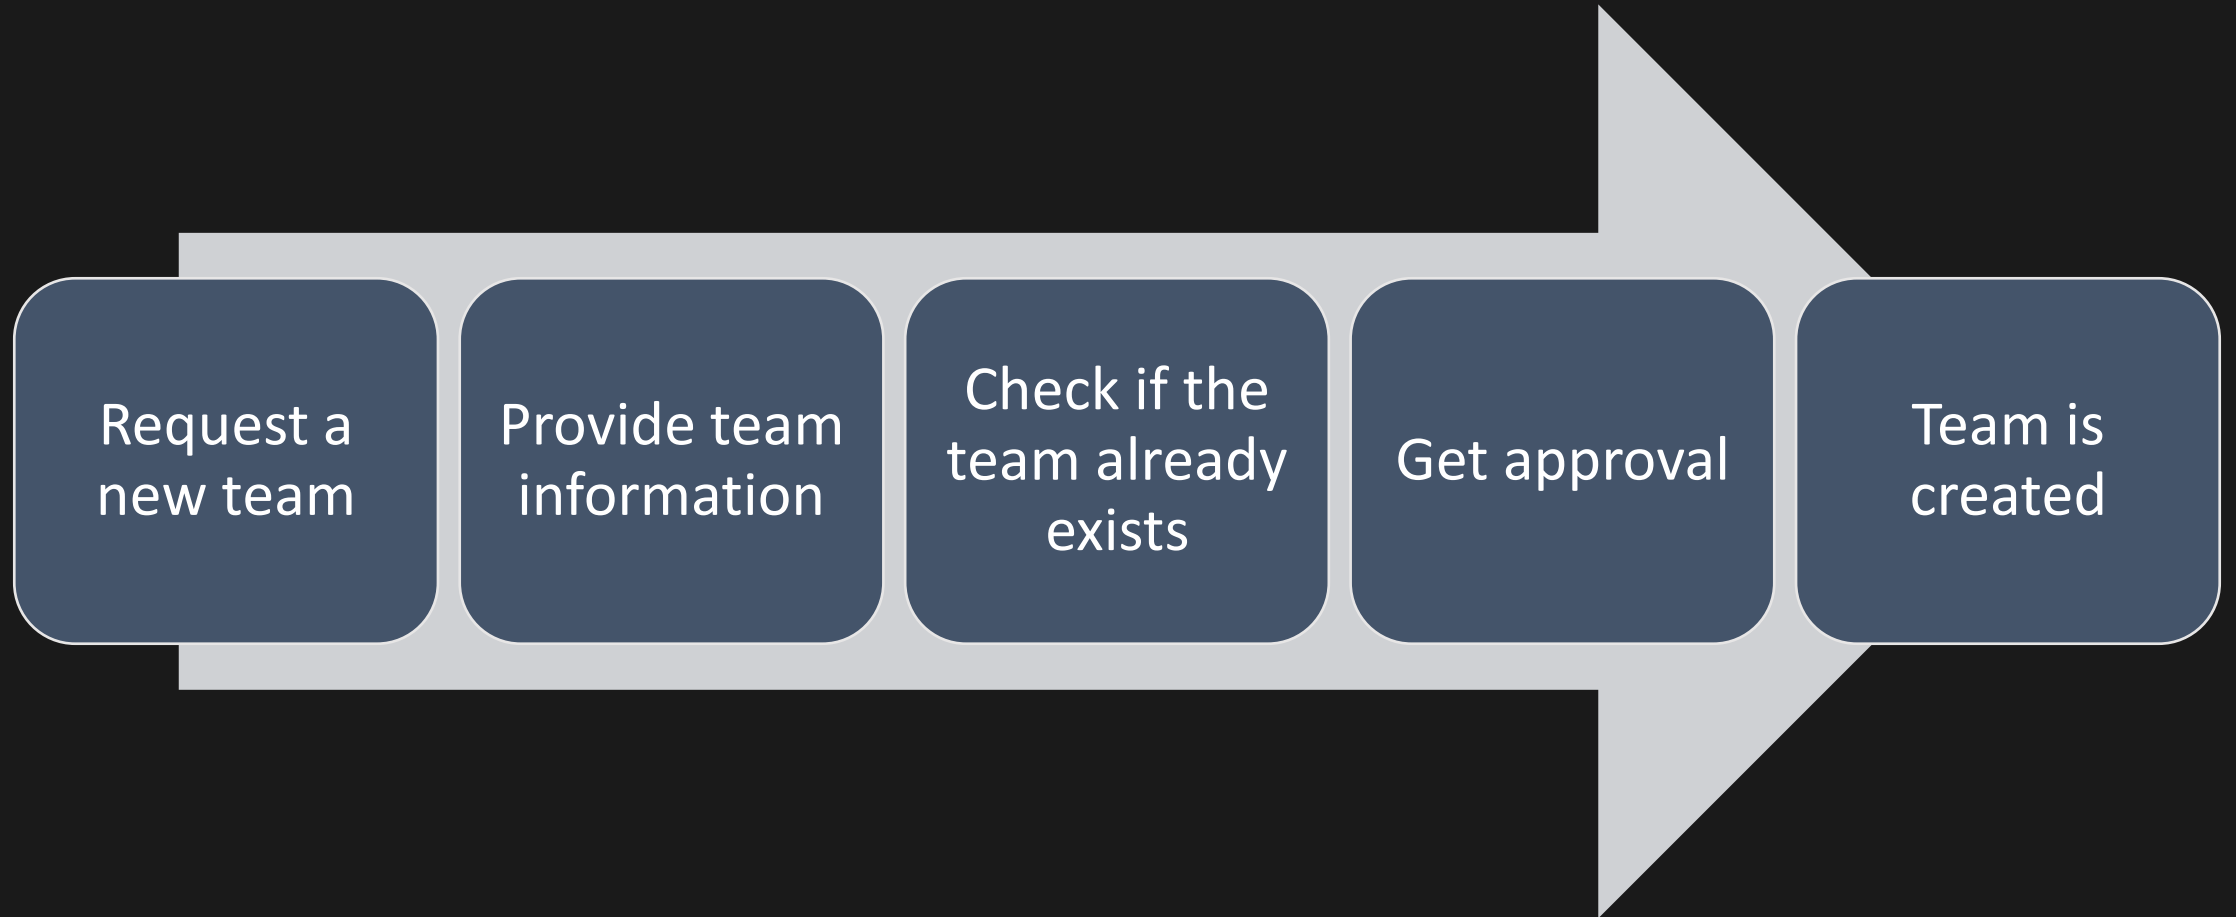 Request a
new team
Provide team
information
Check if the
team already
exists
Get approval
Team is
created